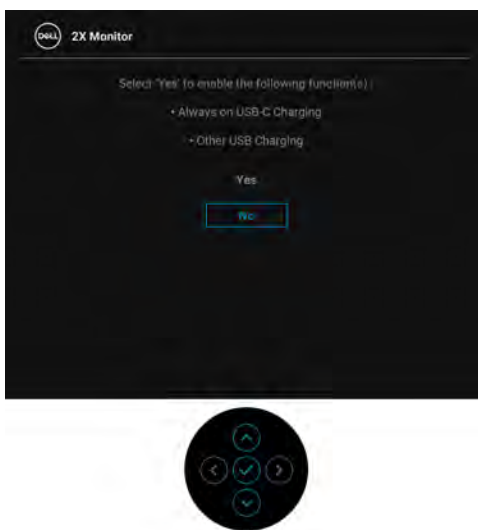 DELL 2X Monitor
Select 'Yes' to enable the following function(s) :
• Always on USB-C Charging
• Other USB Charging
Yes
No